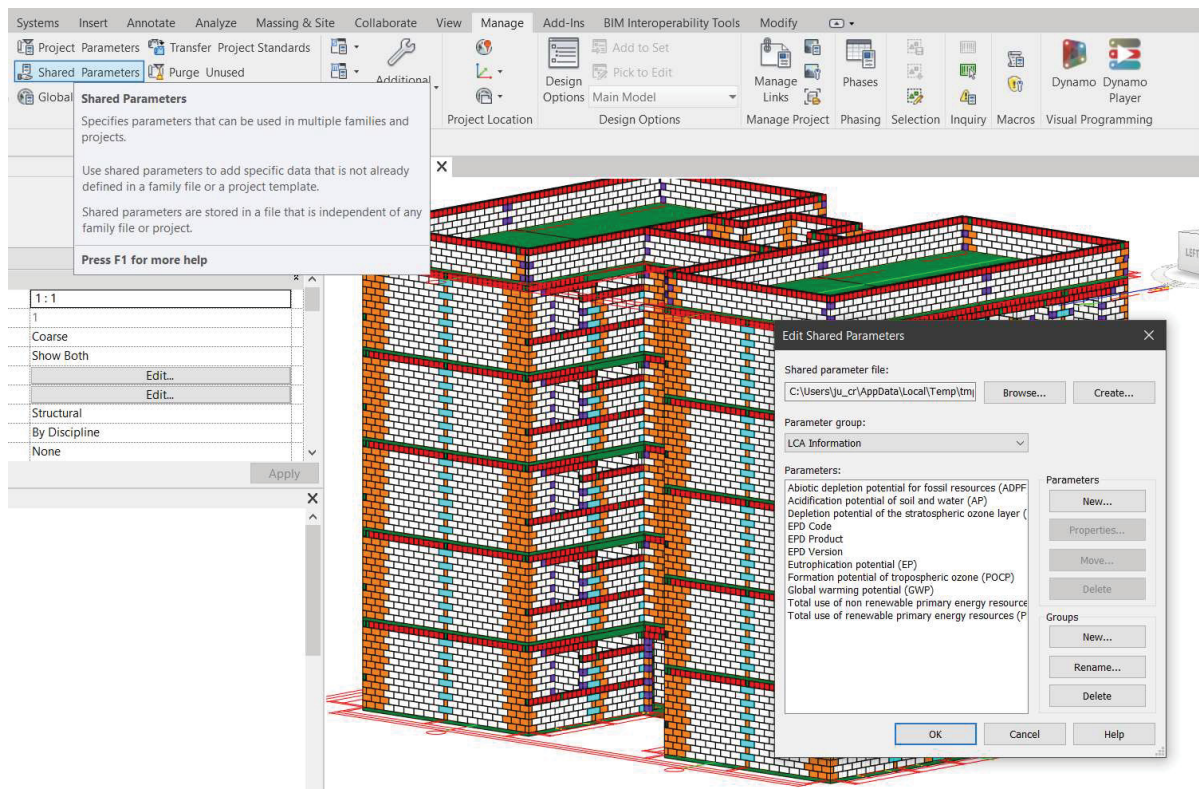 Systems Insert Annotate Analyze Massing & Site Collaborate View Manage Add-Ins BIM Interoperability Tools Modify
Project Parameters Transfer Project Standards
Shared Parameters Purge Unused
Global
Additional
Design Options
Add to Set
Pick to Edit
Main Model
Manage Links
Phases
Dynamo
Dynamo Player
Project Location Design Options Manage Project Phasing Selection Inquiry Macros Visual Programming
Shared Parameters
Specifies parameters that can be used in multiple families and
projects.
Use shared parameters to add specific data that is not already
defined in a family file or a project template.
Shared parameters are stored in a file that is independent of any
family file or project.
Press F1 for more help
1 : 1
1
Coarse
Show Both
Edit...
Edit...
Structural
By Discipline
None
Apply
LEFT
Edit Shared Parameters
Shared parameter file:
C:\Users\ju_cr\AppData\Local\Temp\tm
Browse...
Create...
Parameter group:
LCA Information
Parameters:
Abiotic depletion potential for fossil resources (ADPF
Acidification potential of soil and water (AP)
Depletion potential of the stratospheric ozone layer (
EPD Code
EPD Product
EPD Version
Eutrophication potential (EP)
Formation potential of tropospheric ozone (POCP)
Global warming potential (GWP)
Total use of non renewable primary energy resource
Total use of renewable primary energy resources (P
Parameters
New...
Properties...
Move...
Delete
Groups
New...
Rename...
Delete
OK
Cancel
Help